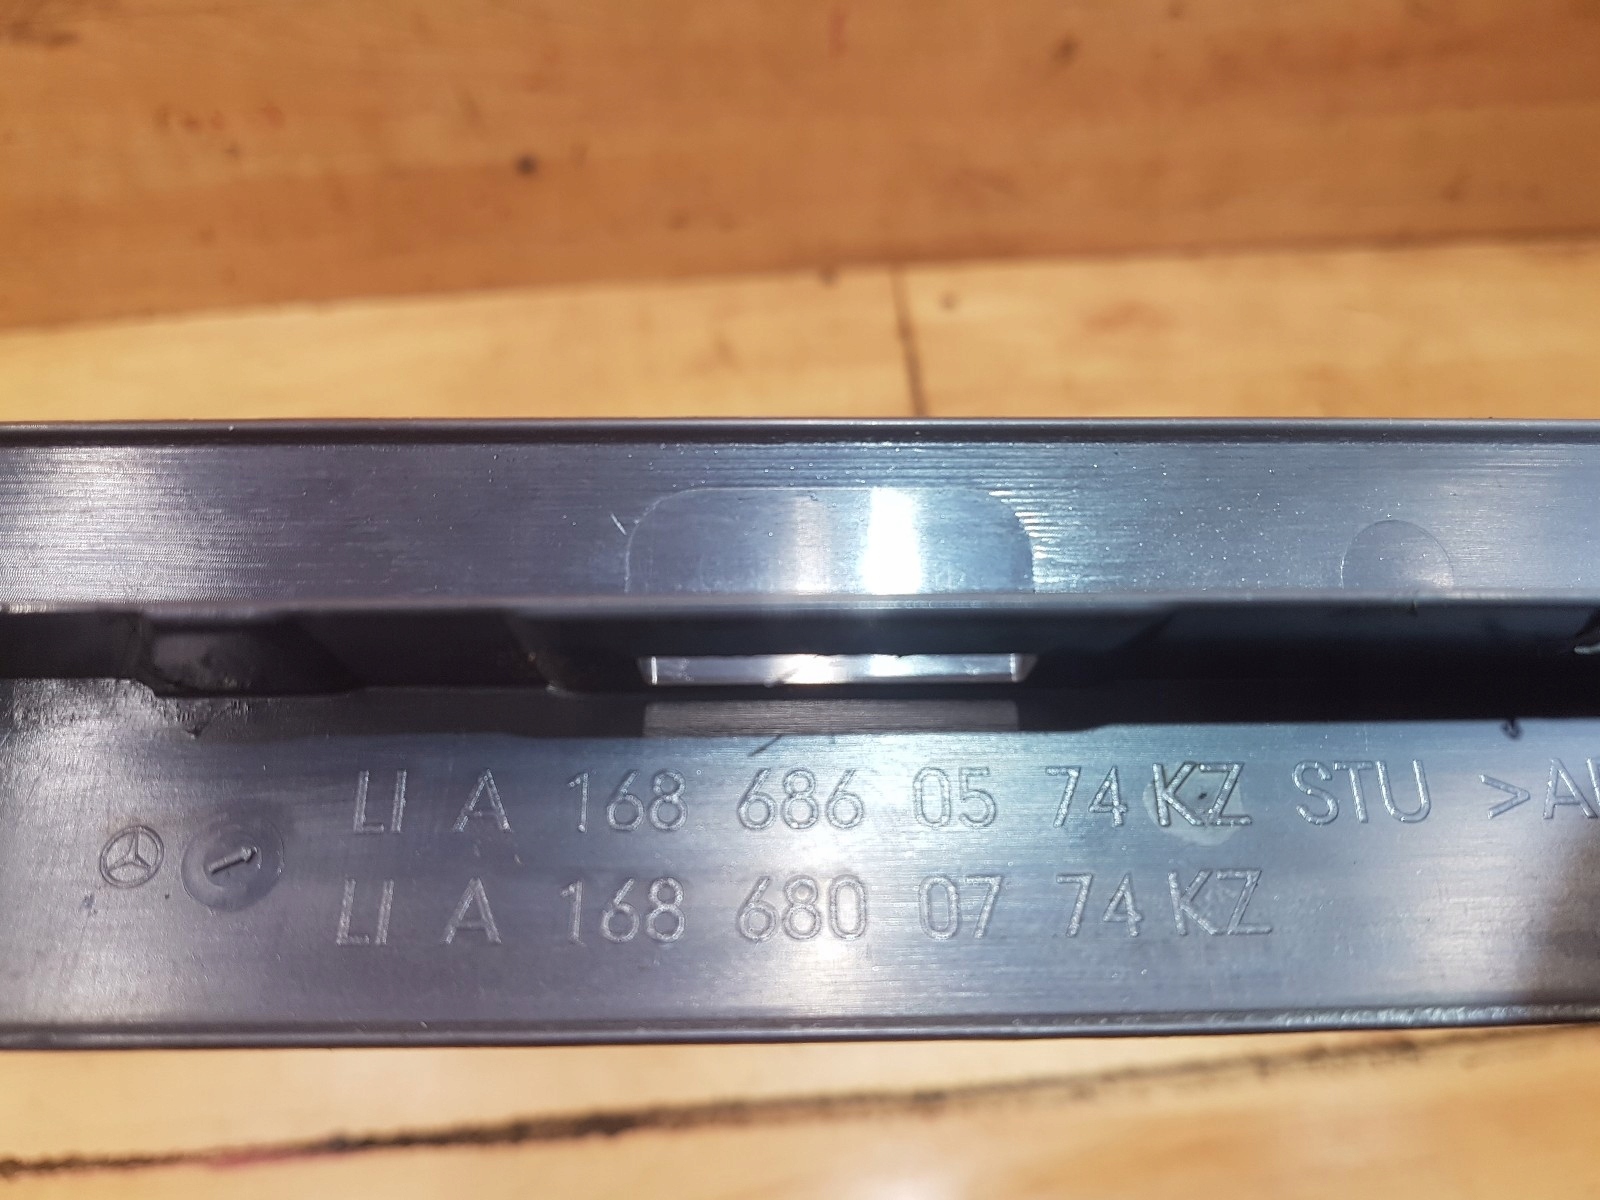 LI A 168 686 05 74 KZ STU >A
LI A 168 680 07 74 KZ